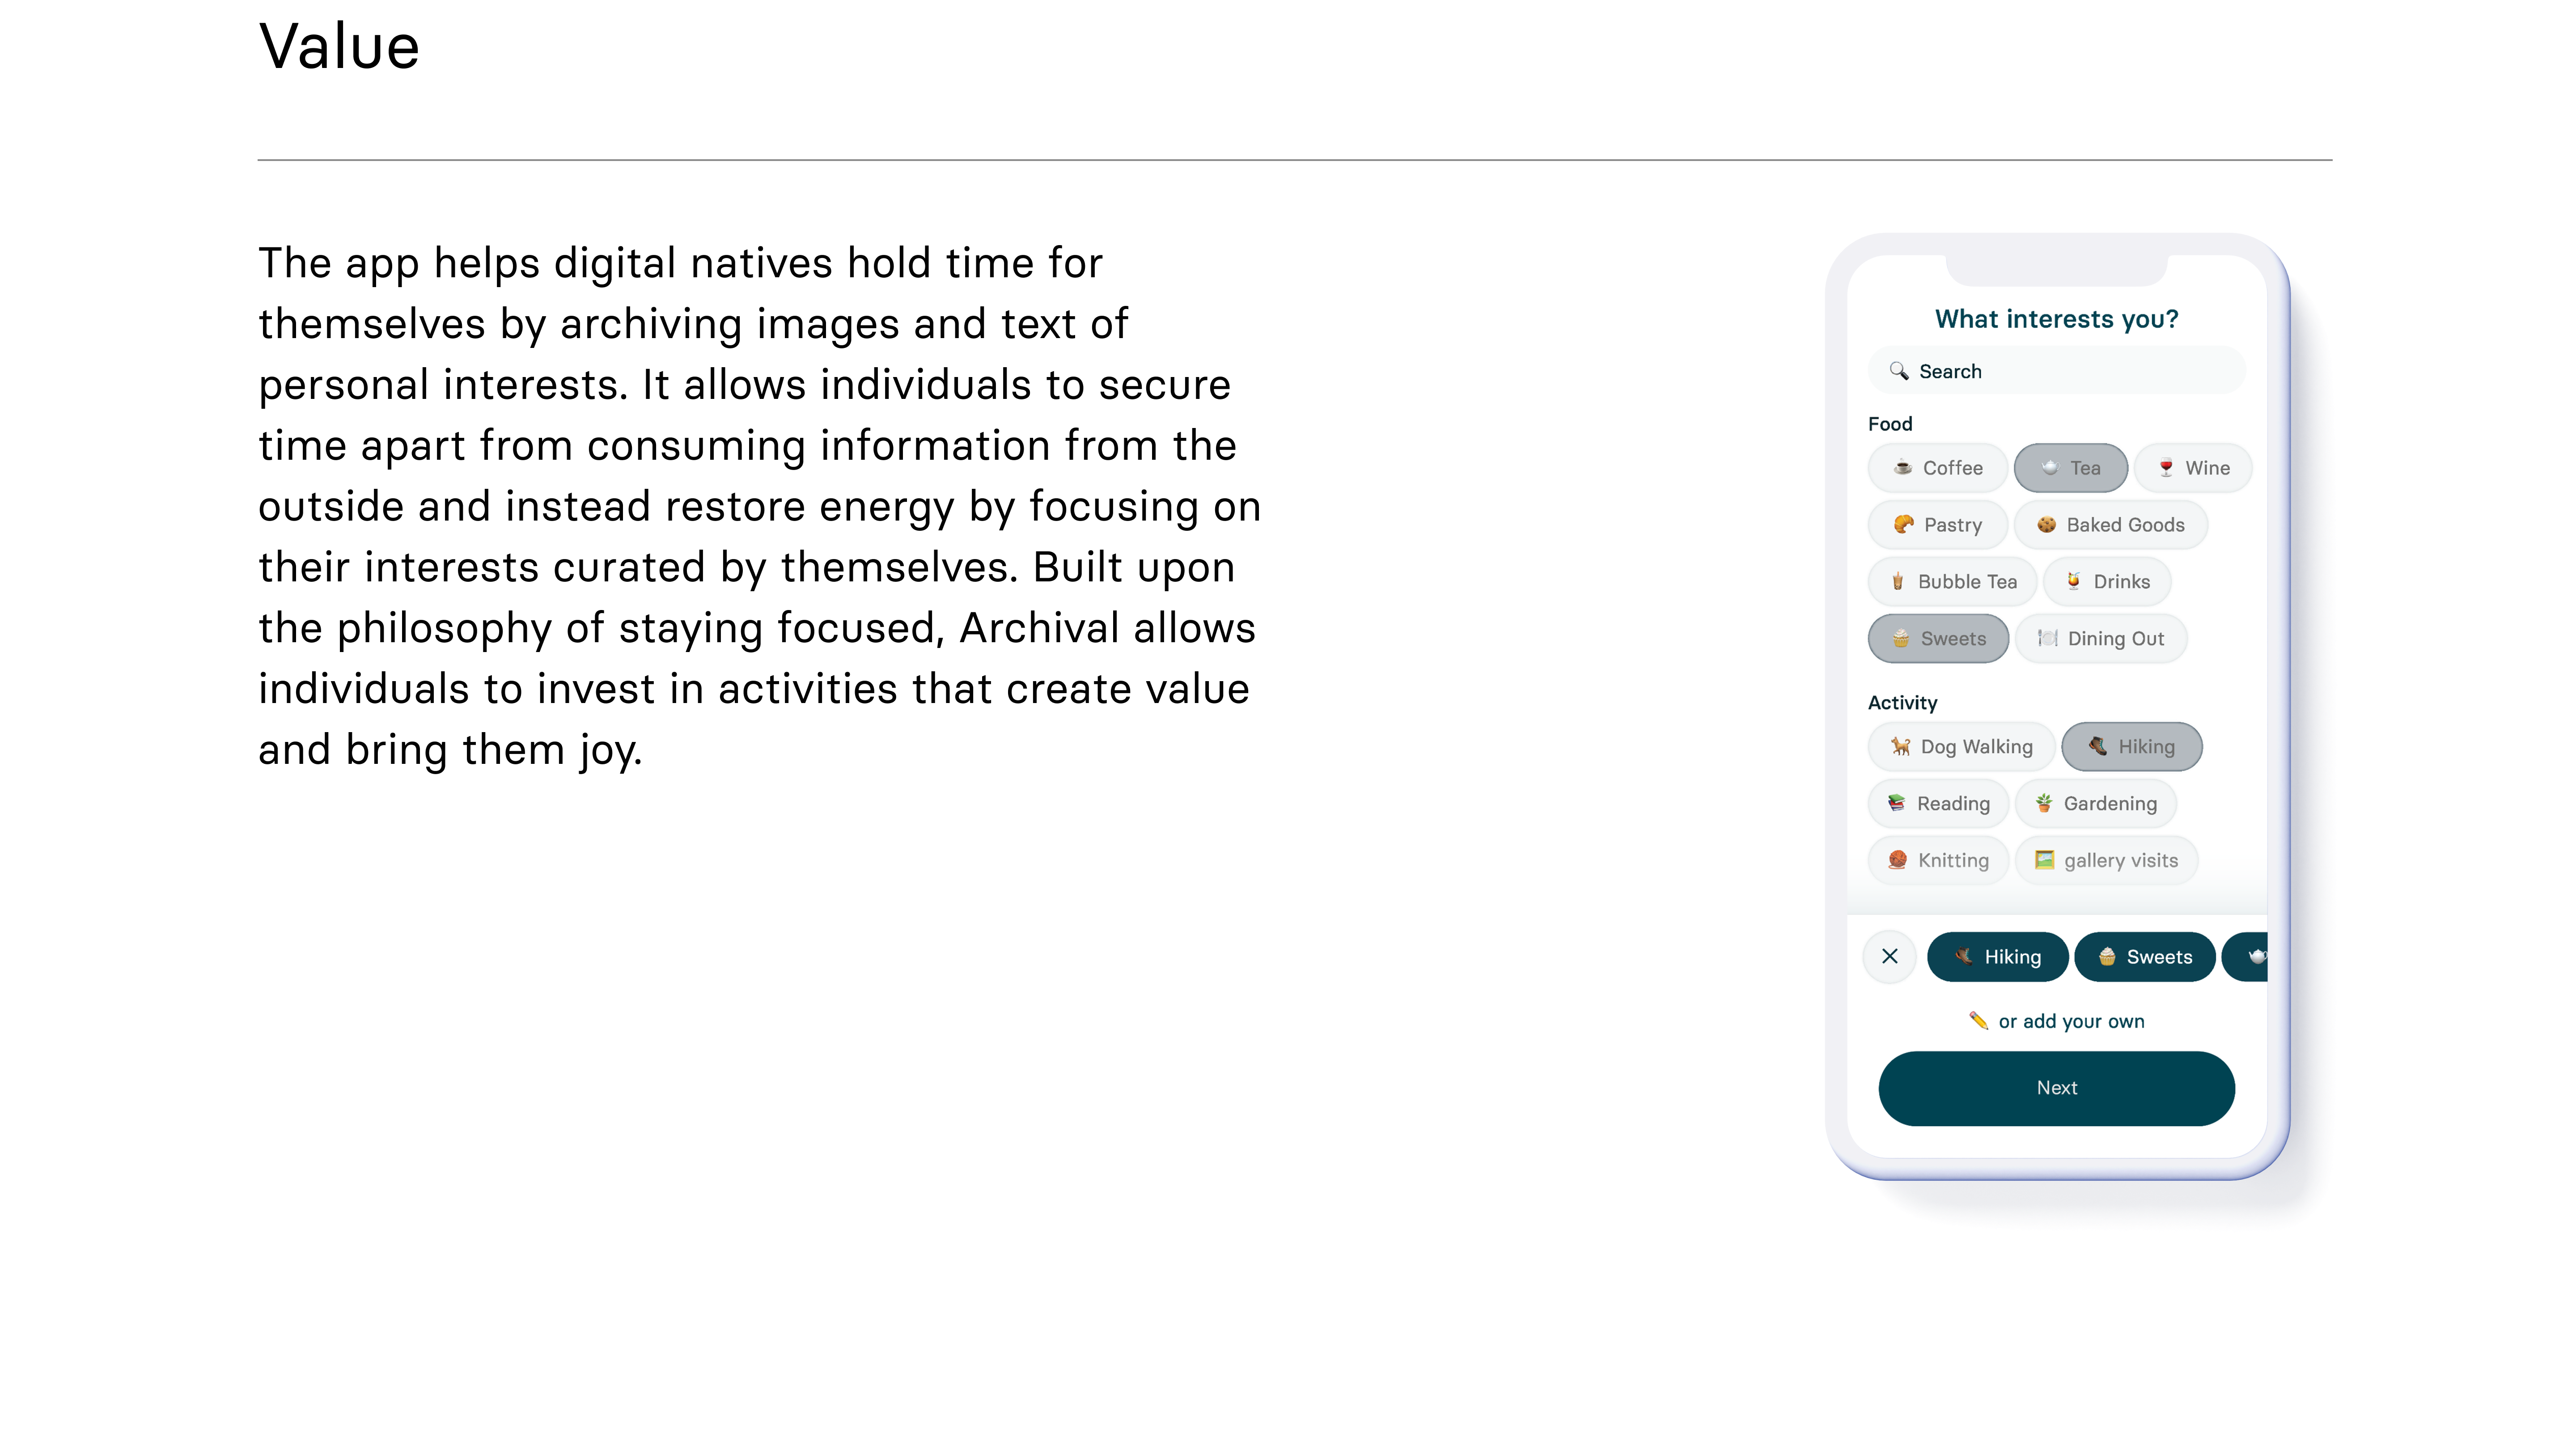 Value
The app helps digital natives hold time for
themselves by archiving images and text of
personal interests. It allows individuals to secure
time apart from consuming information from the
outside and instead restore energy by focusing on
their interests curated by themselves. Built upon
the philosophy of staying focused, Archival allows
individuals to invest in activities that create value
and bring them joy.
What interests you?
Search
Food
Coffee Tea Wine
Pastry Baked Goods
Bubble Tea Drinks
Sweets Dining Out
Activity
Dog Walking Hiking
Reading Gardening
Knitting gallery visits
Hiking Sweets
or add your own
Next